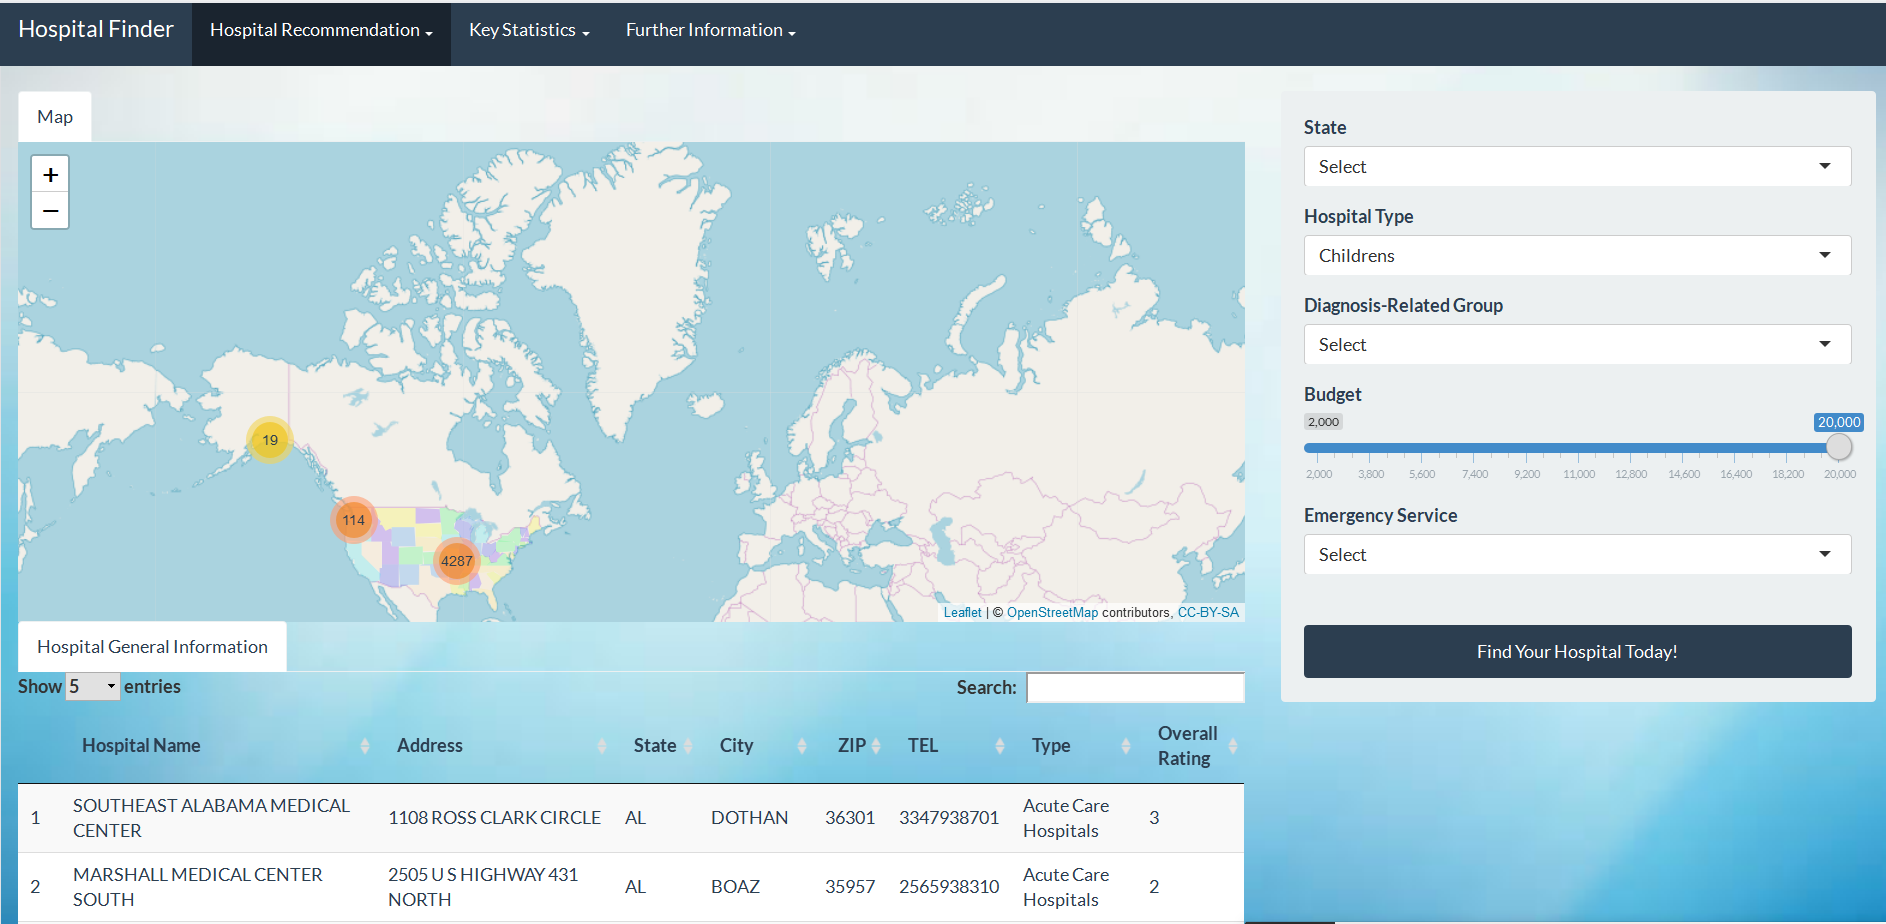 Hospital Finder
Hospital Recommendation
Key Statistics
Further Information
Map
+
−
19
114
4287
Leaflet | © OpenStreetMap contributors, CC-BY-SA
State
Select
Hospital Type
Childrens
Diagnosis-Related Group
Select
Budget
2,000
20,000
2,000 3,800 5,600 7,400 9,200 11,000 12,800 14,600 16,400 18,200 20,000
Emergency Service
Select
Find Your Hospital Today!
Hospital General Information
Show 5 entries
Search:
Hospital Name Address State City ZIP TEL Type Overall
Rating
1 SOUTHEAST ALABAMA MEDICAL
CENTER
1108 ROSS CLARK CIRCLE AL DOTHAN 36301 3347938701 Acute Care
Hospitals
3
2 MARSHALL MEDICAL CENTER
SOUTH
2505 U S HIGHWAY 431
NORTH
AL BOAZ 35957 2565938310 Acute Care
Hospitals
2